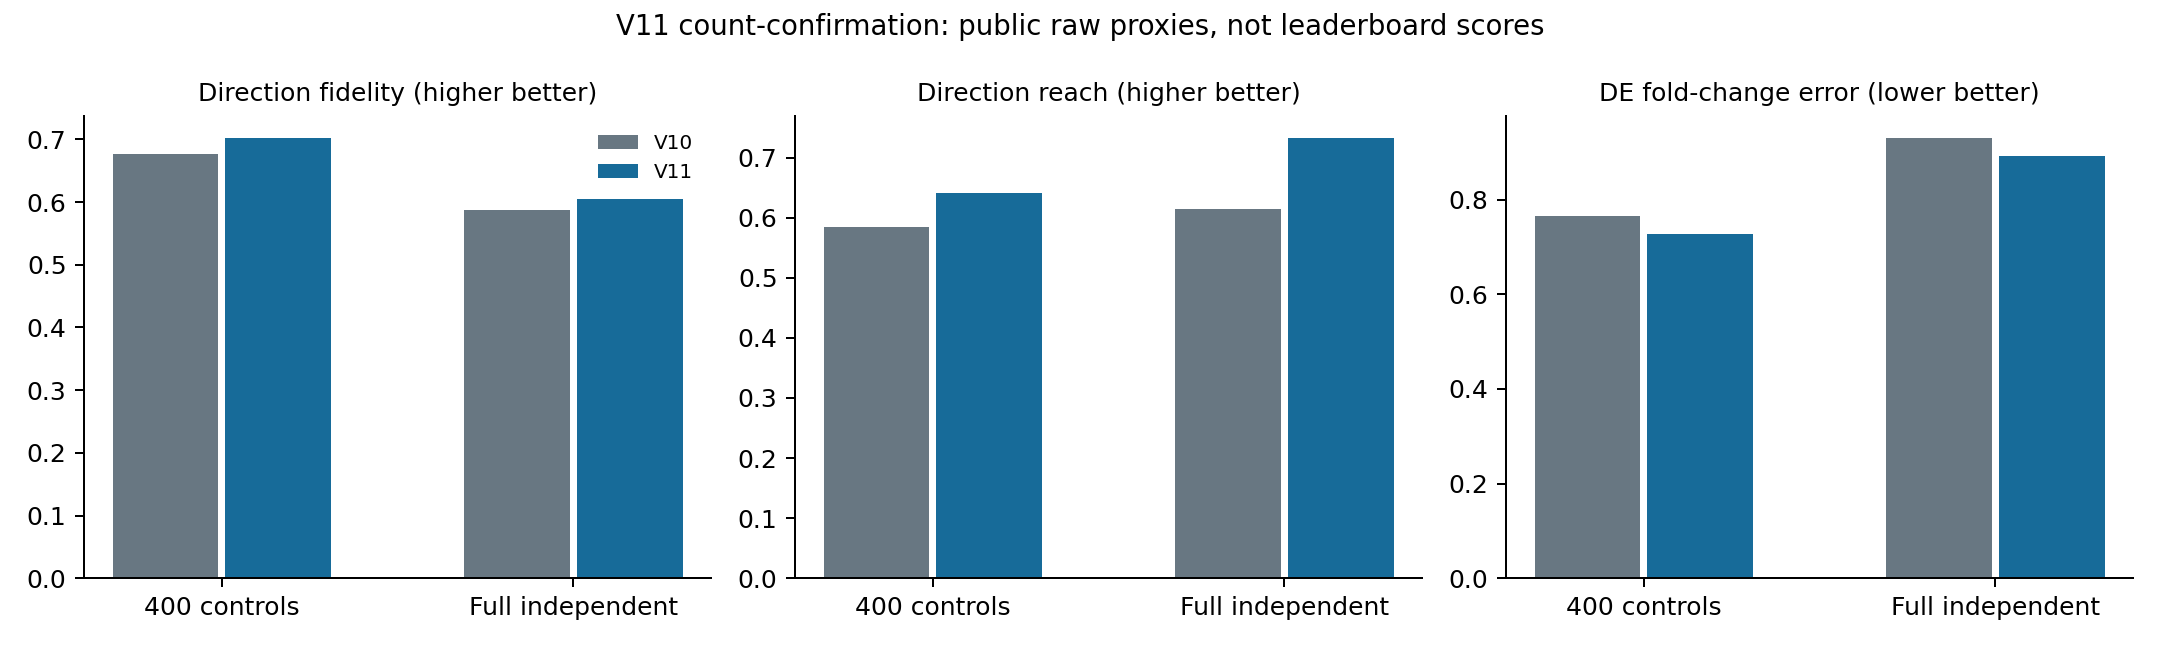 V11 count-confirmation: public raw proxies, not leaderboard scores
Direction fidelity (higher better)
0.7
0.6
0.5
0.4
0.3
0.2
0.1
0.0
V10
V11
400 controls
Full independent
Direction reach (higher better)
0.7
0.6
0.5
0.4
0.3
0.2
0.1
0.0
400 controls
Full independent
DE fold-change error (lower better)
0.8
0.6
0.4
0.2
0.0
400 controls
Full independent